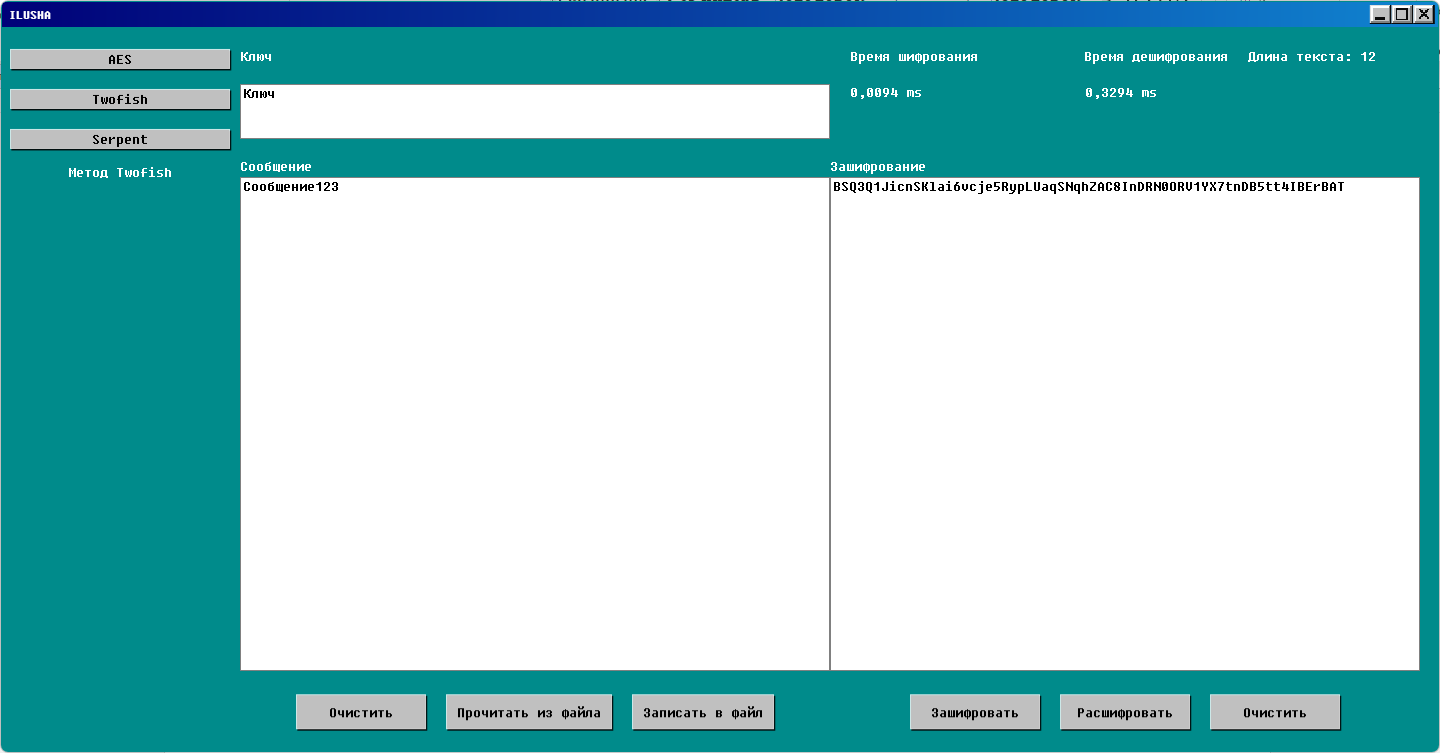 ILUSHA
AES
Twofish
Serpent
Метод Twofish
Ключ
Ключ
Время шифрования
0,0094 ms
Время дешифрования
0,3294 ms
Длина текста: 12
Сообщение
Сообщение123
Зашифрование
BSQ3Q1JicnSKlai6vcje5RypLUaqSNqhZAC8InDRN0ORV1YX7tnDB5tt4IBErBAT
Очистить
Прочитать из файла
Записать в файл
Зашифровать
Расшифровать
Очистить